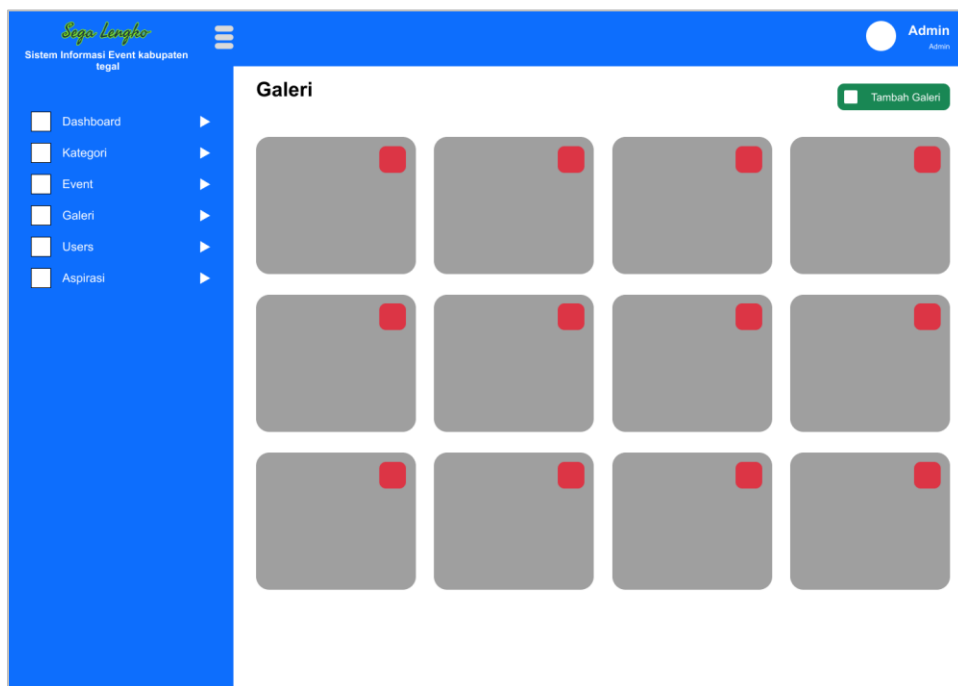 Sega Lengko
Sistem Informasi Event kabupaten
tegal
Admin
Admin
Dashboard
Kategori
Event
Galeri
Users
Aspirasi
Galeri
Tambah Galeri